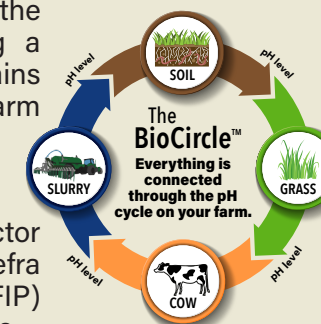 the
g a
ins
arm
ctor
efra
FIP)
pH level
SOIL
pH level
The
BioCircle™
Everything is
connected
through the pH
cycle on your farm.
SLURRY
GRASS
pH level
COW
pH level